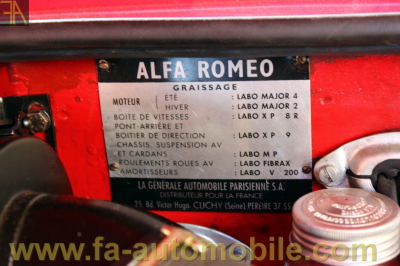 ALFA ROMEO
GRAISSAGE
MOTEUR { ÉTÉ : LABO MAJOR 4
HIVER : LABO MAJOR 2
BOITE DE VITESSES : LABO X P 8 R
PONT-ARRIÈRE ET
BOITIER DE DIRECTION : LABO X P 9
CHASSIS, SUSPENSION AV
ET CARDANS : LABO M P
ROULEMENTS ROUES AV : LABO FIBRAX
AMORTISSEURS : LABO V 200
LA GÉNÉRALE AUTOMOBILE PARISIENNE S.A.
DISTRIBUTEUR POUR LA FRANCE
25, Bd. Victor Hugo. CLICHY (Seine) PEREIRE 37 55
www.fa-automobile.com